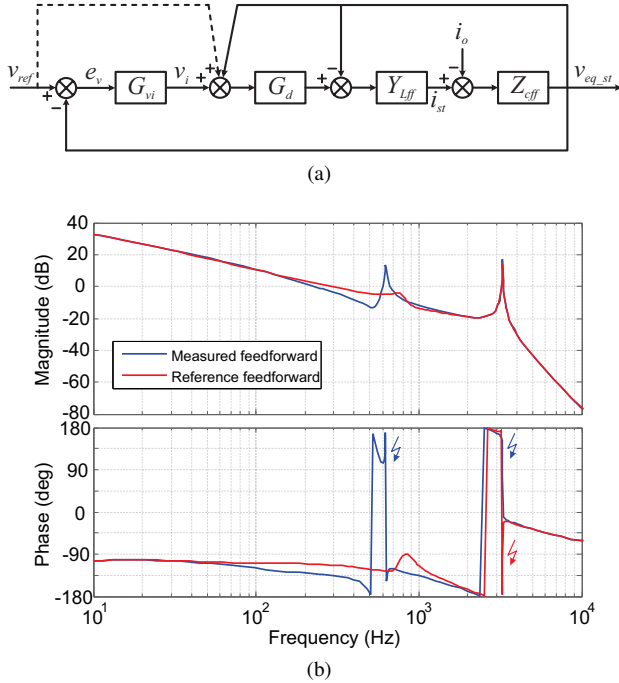 v_ref e_v G_vi v_i G_d Y_Lff i_st i_o Z_cff v_eq_st
+ − + + + − + − +
(a)
Magnitude (dB)
40
20
0
-20
-40
-60
-80
Measured feedforward
Reference feedforward
Phase (deg)
180
90
0
-90
-180
10^1 10^2 10^3 10^4
Frequency (Hz)
(b)